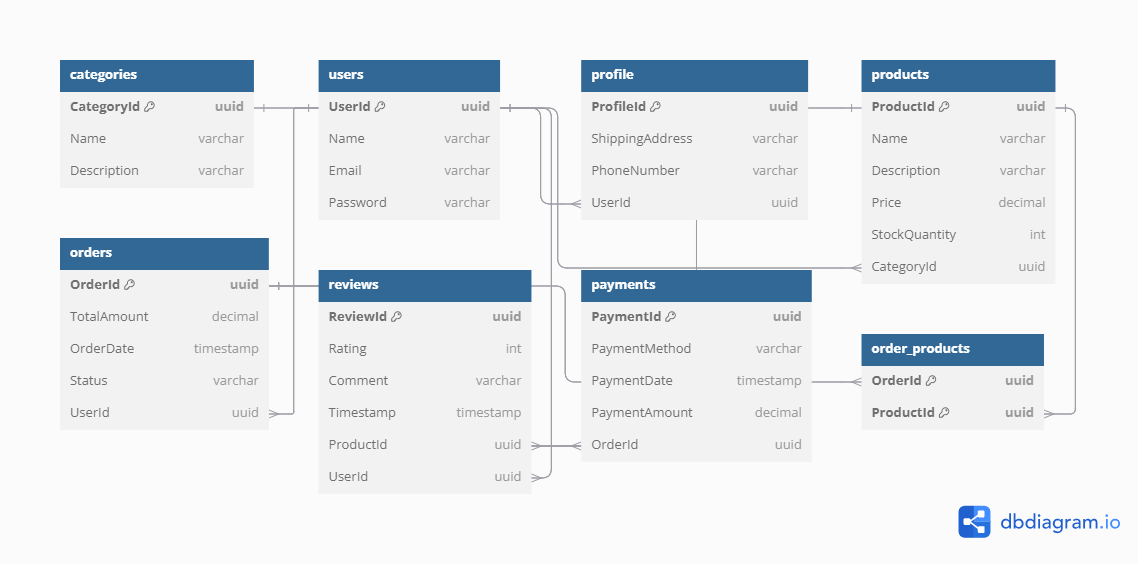 categories
CategoryId uuid
Name varchar
Description varchar
users
UserId uuid
Name varchar
Email varchar
Password varchar
profile
ProfileId uuid
ShippingAddress varchar
PhoneNumber varchar
UserId uuid
products
ProductId uuid
Name varchar
Description varchar
Price decimal
StockQuantity int
CategoryId uuid
orders
OrderId uuid
TotalAmount decimal
OrderDate timestamp
Status varchar
UserId uuid
reviews
ReviewId uuid
Rating int
Comment varchar
Timestamp timestamp
ProductId uuid
UserId uuid
payments
PaymentId uuid
PaymentMethod varchar
PaymentDate timestamp
PaymentAmount decimal
OrderId uuid
order_products
OrderId uuid
ProductId uuid
dbdiagram.io